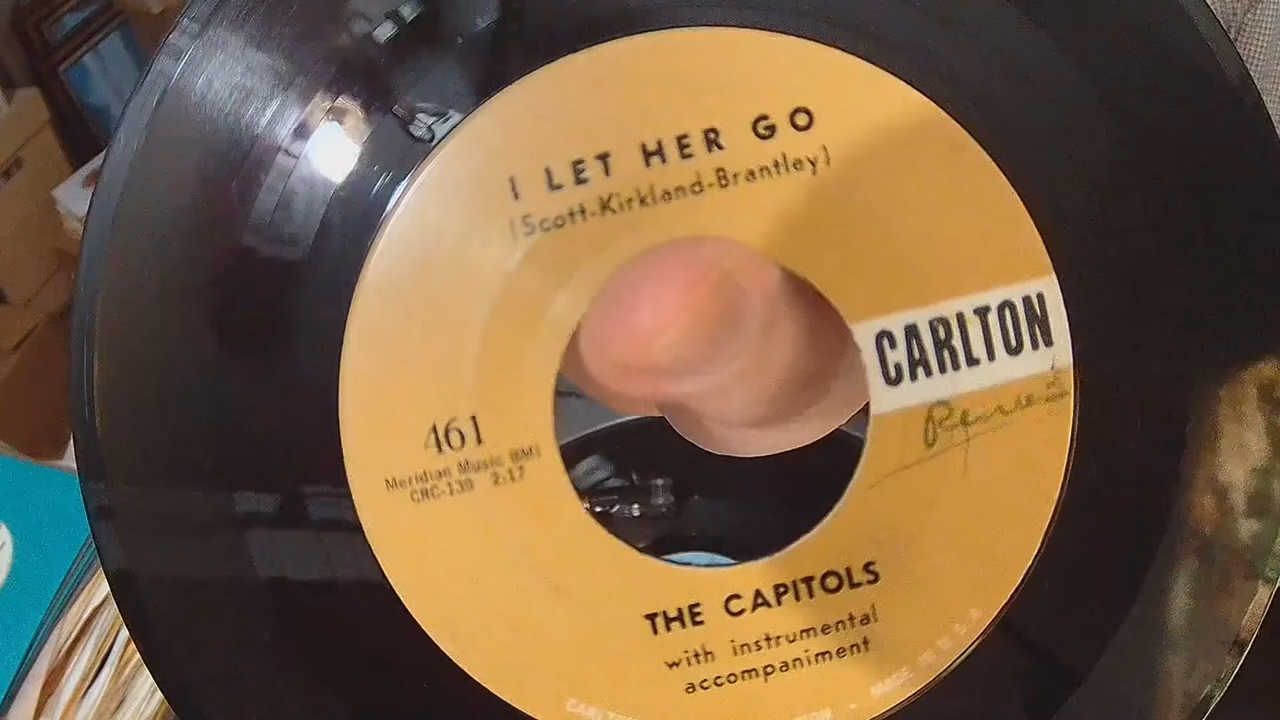 I LET HER GO
(Scott-Kirkland-Brantley)
CARLTON
461
Meridian Music (BMI)
CRC-139 2:17
THE CAPITOLS
with instrumental
accompaniment